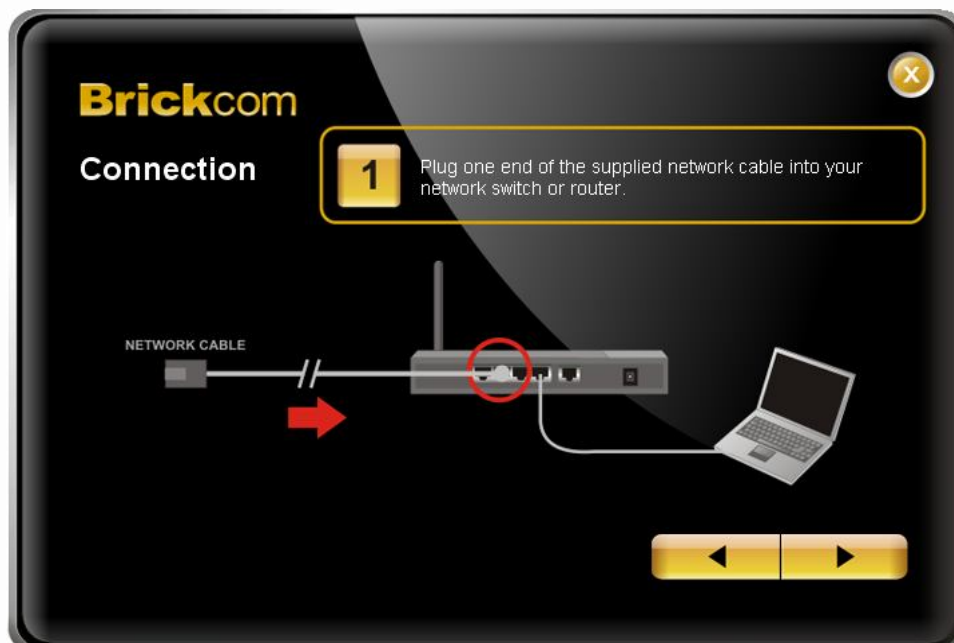 X
Brickcom
Connection
1
Plug one end of the supplied network cable into your
network switch or router.
NETWORK CABLE